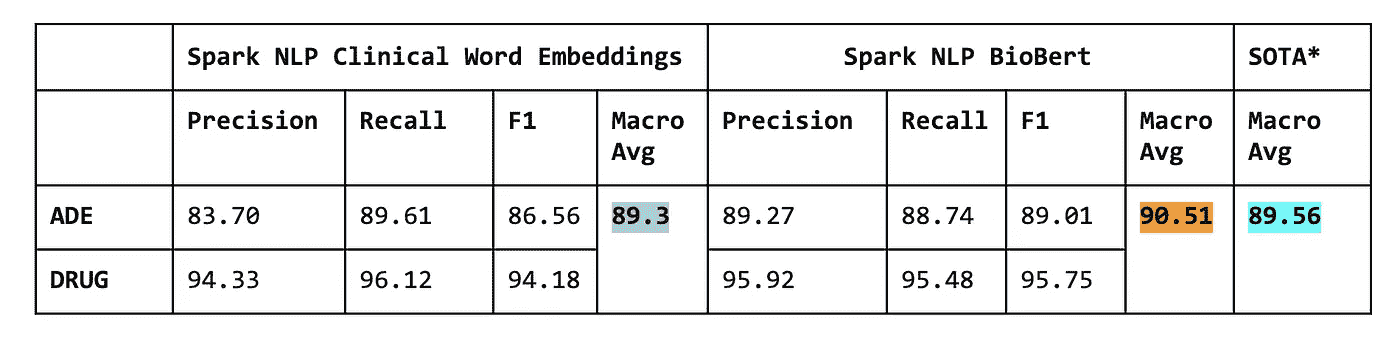 Spark NLP Clinical Word Embeddings Spark NLP BioBert SOTA*
Precision Recall F1 Macro Avg Precision Recall F1 Macro Avg Macro Avg
ADE 83.70 89.61 86.56 89.3 89.27 88.74 89.01 90.51 89.56
DRUG 94.33 96.12 94.18 95.92 95.48 95.75